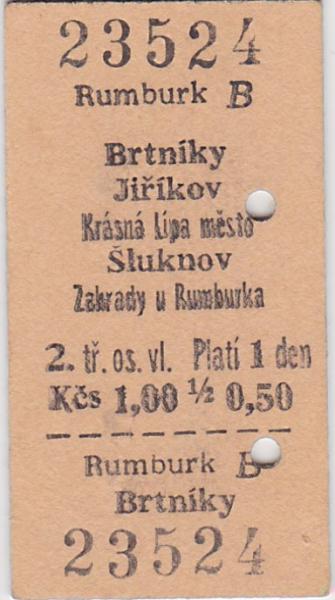 23524
Rumburk B
Brtníky
Jiříkov
Krásná Lípa město
Šluknov
Zahrady u Rumburka
2. tř. os. vl. Platí 1 den
Kčs 1,00 ½ 0,50
Rumburk B
Brtníky
23524